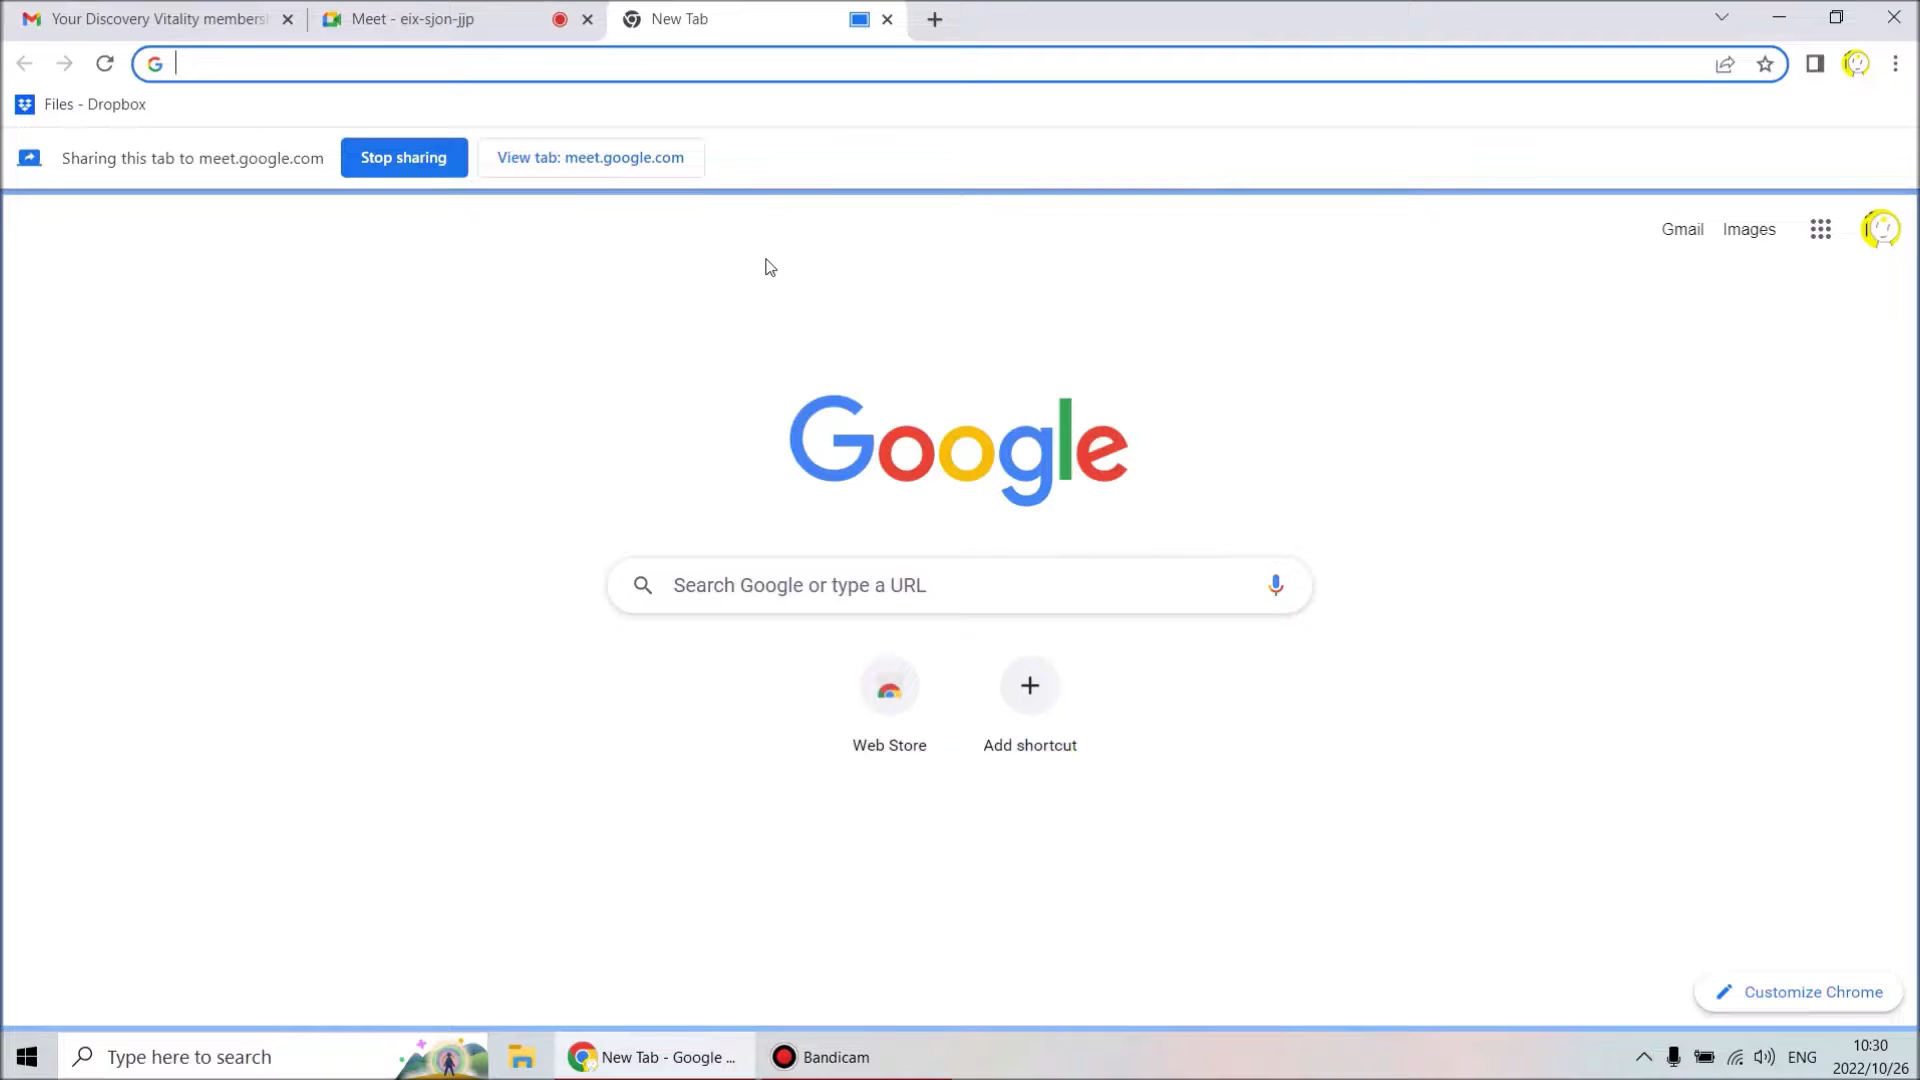 Your Discovery Vitality membersh
Meet - eix-sjon-jjp
New Tab
Files - Dropbox
Sharing this tab to meet.google.com
Stop sharing
View tab: meet.google.com
Gmail
Images
Google
Search Google or type a URL
Web Store
Add shortcut
Customize Chrome
Type here to search
New Tab - Google ...
Bandicam
ENG
10:30
2022/10/26